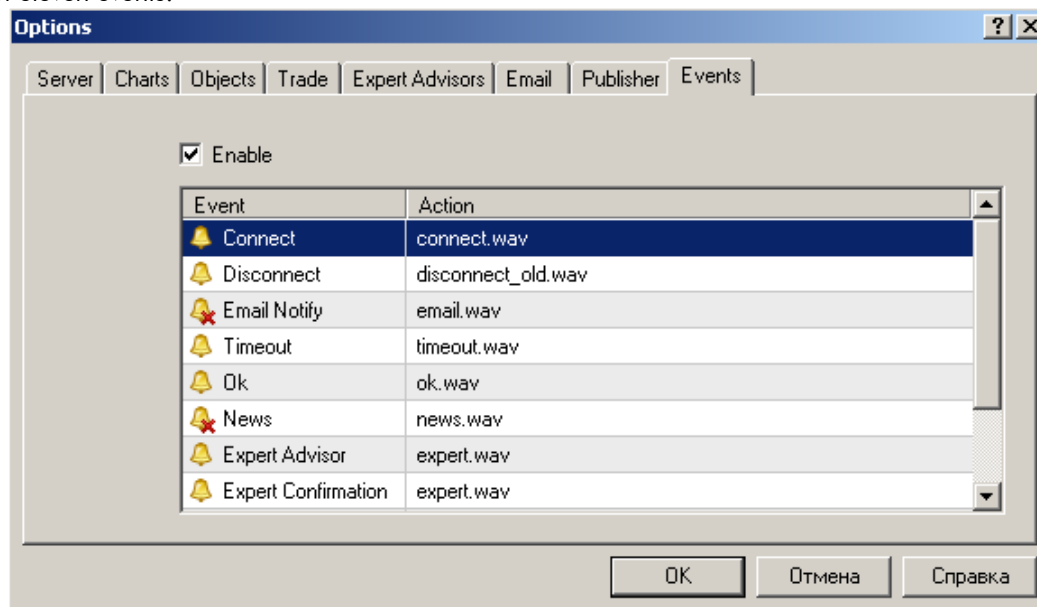 Options
Server Charts Objects Trade Expert Advisors Email Publisher Events
Enable
Event Action
Connect connect.wav
Disconnect disconnect_old.wav
Email Notify email.wav
Timeout timeout.wav
Ok ok.wav
News news.wav
Expert Advisor expert.wav
Expert Confirmation expert.wav
OK Отмена Справка